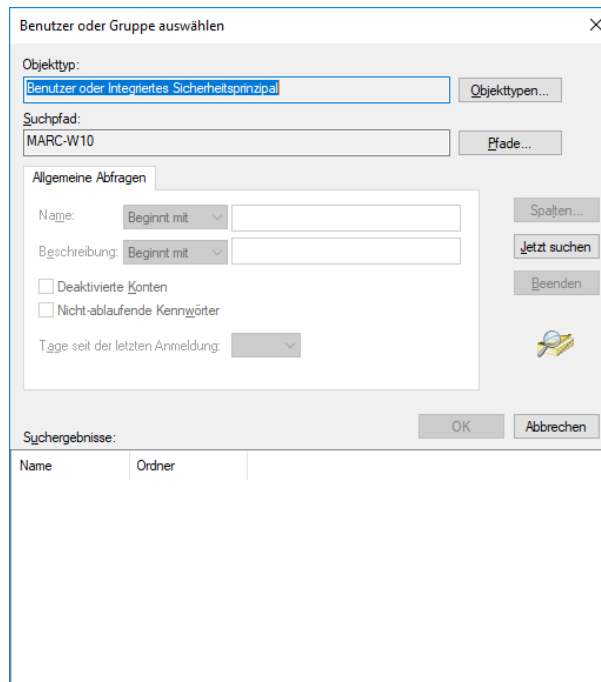 Benutzer oder Gruppe auswählen
Objekttyp:
Benutzer oder Integriertes Sicherheitsprinzipal
Objekttypen...
Suchpfad:
MARC-W10
Pfade...
Allgemeine Abfragen
Name: Beginnt mit
Spalten...
Beschreibung: Beginnt mit
Jetzt suchen
Deaktivierte Konten
Beenden
Nicht-ablaufende Kennwörter
Tage seit der letzten Anmeldung:
OK Abbrechen
Suchergebnisse:
Name Ordner